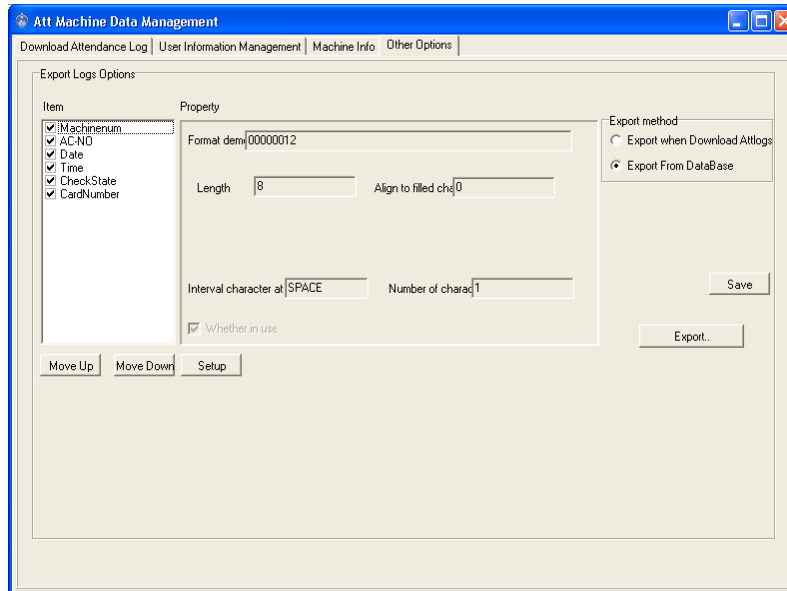 Att Machine Data Management
Download Attendance Log User Information Management Machine Info Other Options
Export Logs Options
Item Property
Machinenum
AC-NO
Date
Time
CheckState
CardNumber
Format dem 00000012
Length 8 Align to filled cha 0
Interval character at SPACE Number of charac 1
Whether in use
Export method
Export when Download Attlogs
Export From DataBase
Save
Export..
Move Up Move Down Setup